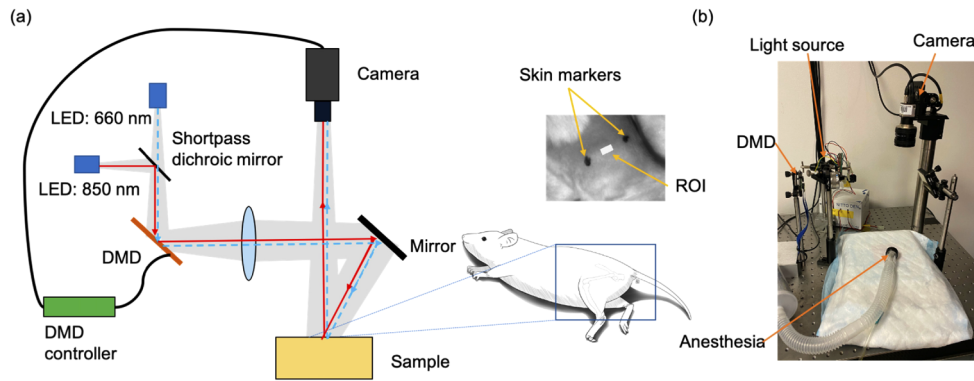 (a)
Camera
LED: 660 nm
Shortpass
dichroic mirror
LED: 850 nm
DMD
Mirror
DMD
controller
Sample
Skin markers
ROI
(b)
Light source
Camera
DMD
Anesthesia